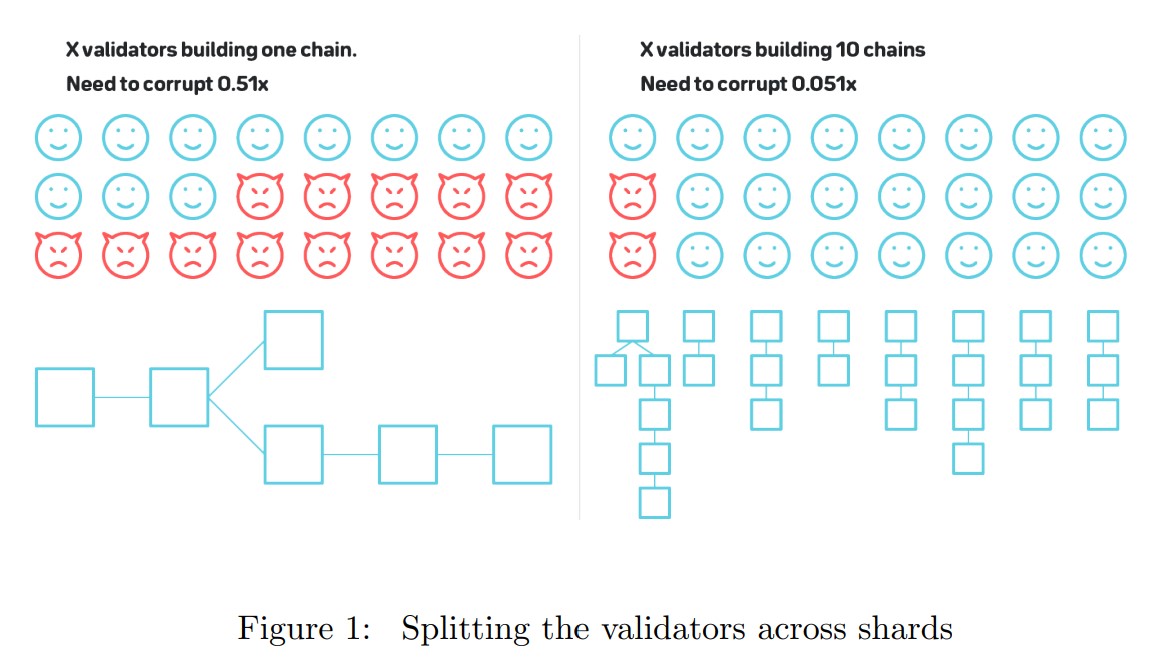 X validators building one chain.
Need to corrupt 0.51x
X validators building 10 chains
Need to corrupt 0.051x
Figure 1: Splitting the validators across shards